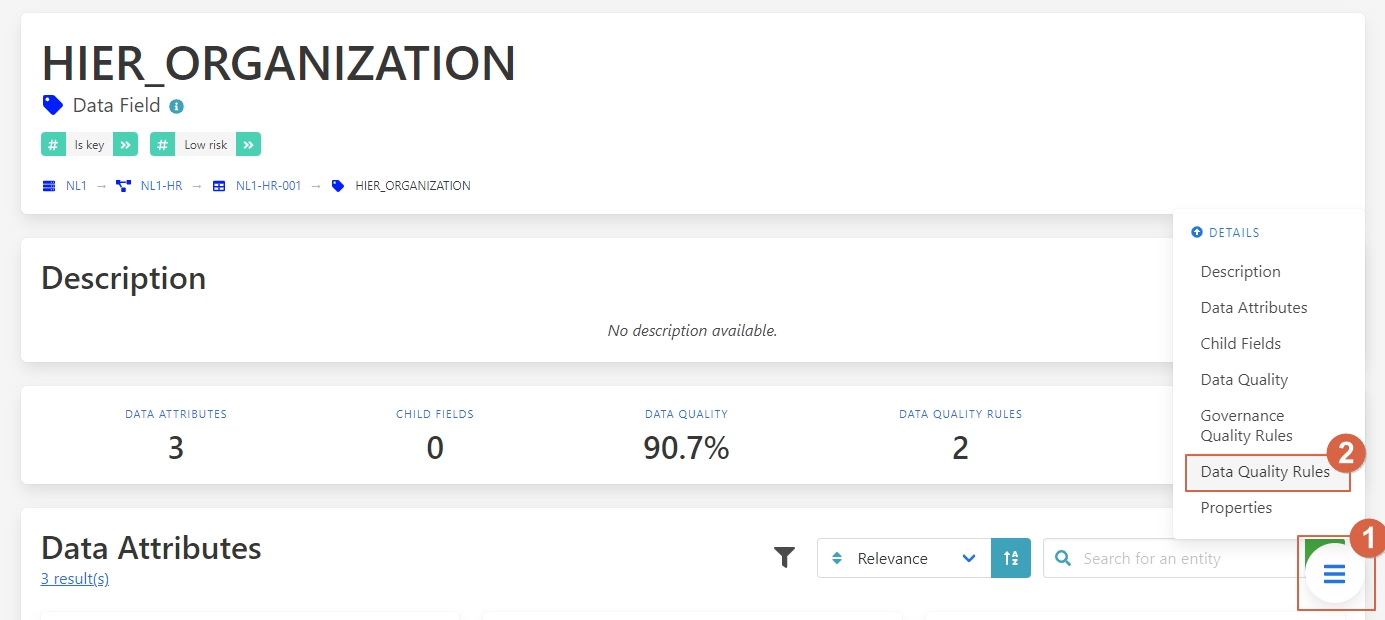 HIER_ORGANIZATION
Data Field
# Is key » # Low risk »
NL1 → NL1-HR → NL1-HR-001 → HIER_ORGANIZATION
Description
No description available.
DATA ATTRIBUTES CHILD FIELDS DATA QUALITY DATA QUALITY RULES
3 0 90.7% 2
Data Attributes
3 result(s)
Relevance
Search for an entity
DETAILS
Description
Data Attributes
Child Fields
Data Quality
Governance
Quality Rules
Data Quality Rules
2
Properties
1